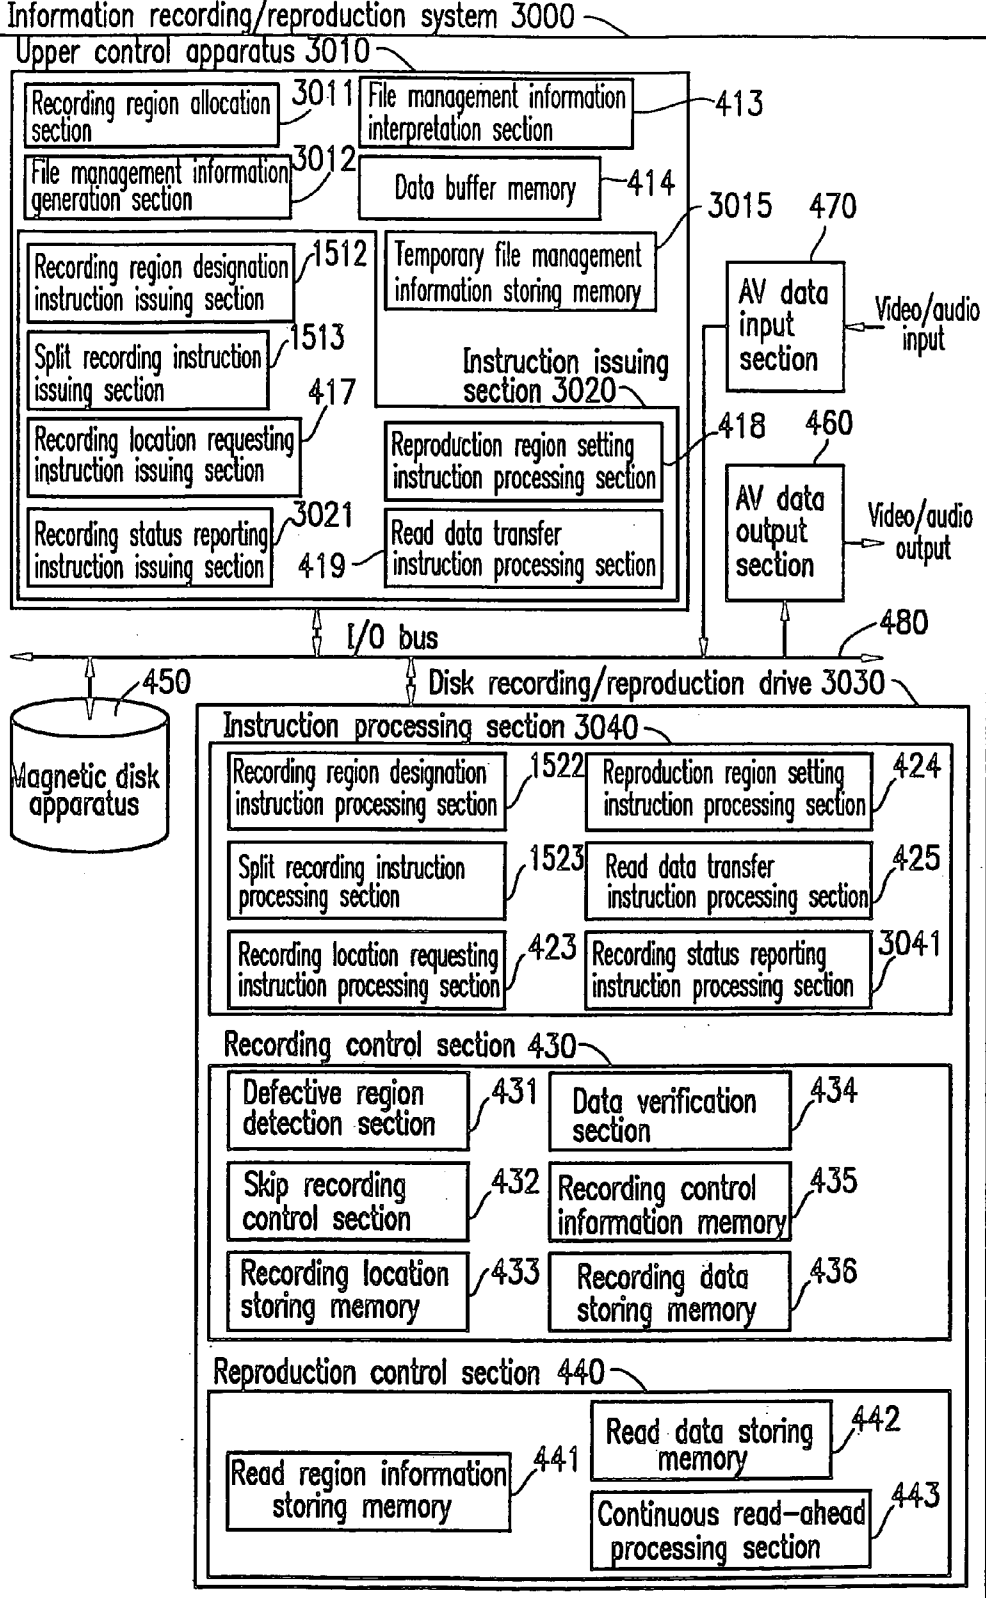 Information recording/reproduction system 3000
Upper control apparatus 3010
Recording region allocation
section
3011
File management information
interpretation section
413
File management information
generation section
3012
Data buffer memory
414
Recording region designation
instruction issuing section
1512
Temporary file management
information storing memory
3015
470
AV data
input
section
Video/audio
input
Split recording instruction
issuing section
1513
Instruction issuing
section 3020
Recording location requesting
instruction issuing section
417
Reproduction region setting
instruction processing section
418
460
AV data
output
section
Video/audio
output
Recording status reporting
instruction issuing section
3021
Read data transfer
instruction processing section
419
I/O bus
480
450
Magnetic disk
apparatus
Disk recording/reproduction drive 3030
Instruction processing section 3040
Recording region designation
instruction processing section
1522
Reproduction region setting
instruction processing section
424
Split recording instruction
processing section
1523
Read data transfer
instruction processing section
425
Recording location requesting
instruction processing section
423
Recording status reporting
instruction processing section
3041
Recording control section 430
Defective region
detection section
431
Data verification
section
434
Skip recording
control section
432
Recording control
information memory
435
Recording location
storing memory
433
Recording data
storing memory
436
Reproduction control section 440
Read region information
storing memory
441
Read data storing
memory
442
Continuous read-ahead
processing section
443